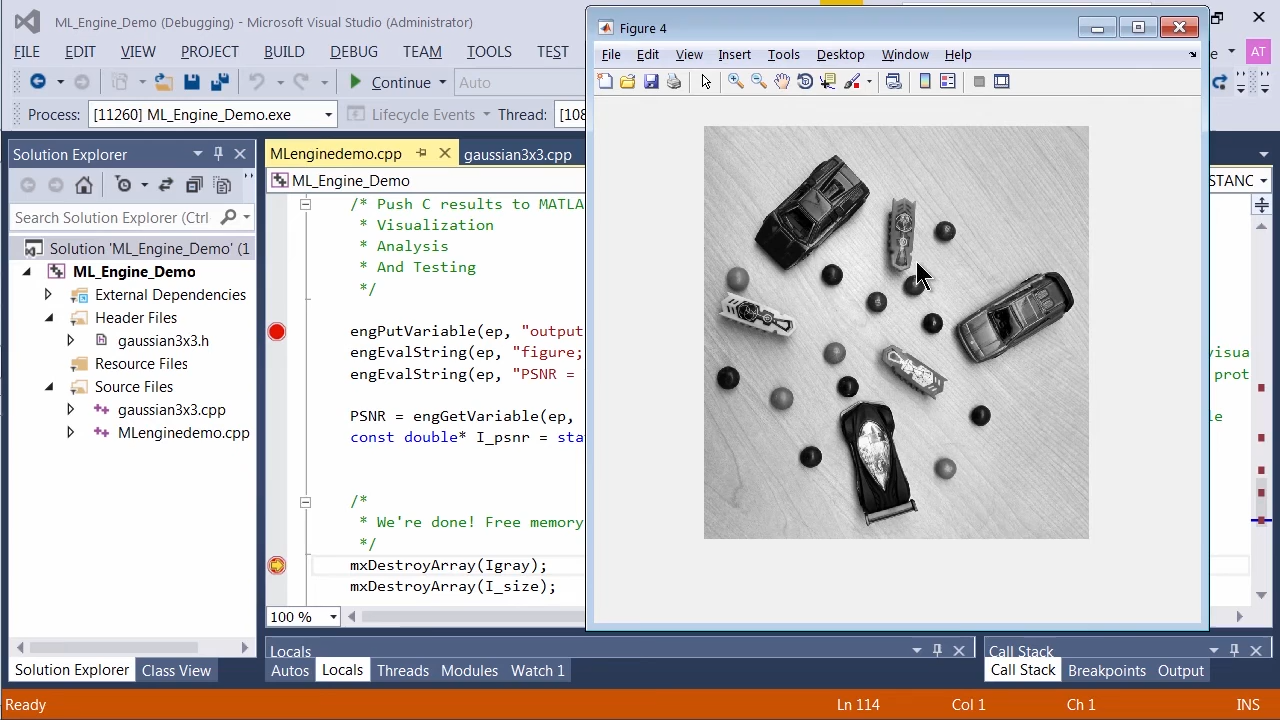 ML_Engine_Demo (Debugging) - Microsoft Visual Studio (Administrator)
FILE EDIT VIEW PROJECT BUILD DEBUG TEAM TOOLS TEST
AT
Continue
Auto
Process: [11260] ML_Engine_Demo.exe
Lifecycle Events
Thread: [108
Solution Explorer
Search Solution Explorer (Ctrl
Solution 'ML_Engine_Demo' (1
ML_Engine_Demo
External Dependencies
Header Files
gaussian3x3.h
Resource Files
Source Files
gaussian3x3.cpp
MLenginedemo.cpp
Solution Explorer Class View
MLenginedemo.cpp
gaussian3x3.cpp
ML_Engine_Demo
STANC
/* Push C results to MATLA
* Visualization
* Analysis
* And Testing
*/
engPutVariable(ep, "output
engEvalString(ep, "figure;
visua
engEvalString(ep, "PSNR =
prot
PSNR = engGetVariable(ep,
const double* I_psnr = sta
/*
* We're done! Free memory
*/
mxDestroyArray(Igray);
mxDestroyArray(I_size);
100 %
Figure 4
File Edit View Insert Tools Desktop Window Help
Locals
Autos Locals Threads Modules Watch 1
Call Stack
Call Stack Breakpoints Output
Ready
Ln 114
Col 1
Ch 1
INS